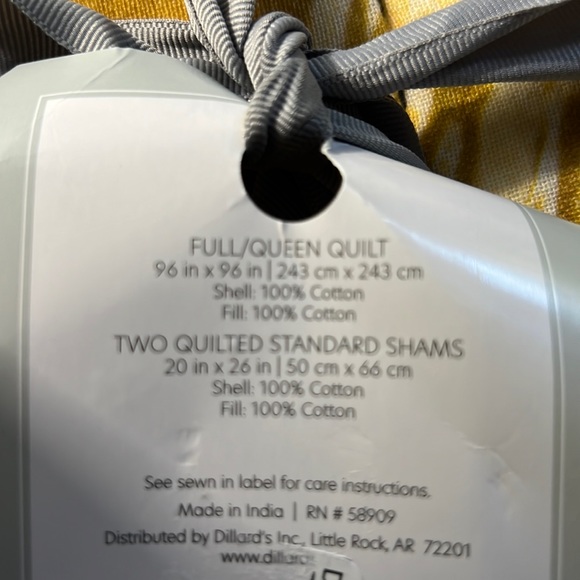 FULL/QUEEN QUILT
96 in x 96 in | 243 cm x 243 cm
Shell: 100% Cotton
Fill: 100% Cotton
TWO QUILTED STANDARD SHAMS
20 in x 26 in | 50 cm x 66 cm
Shell: 100% Cotton
Fill: 100% Cotton
See sewn in label for care instructions.
Made in India | RN # 58909
Distributed by Dillard's Inc., Little Rock, AR 72201